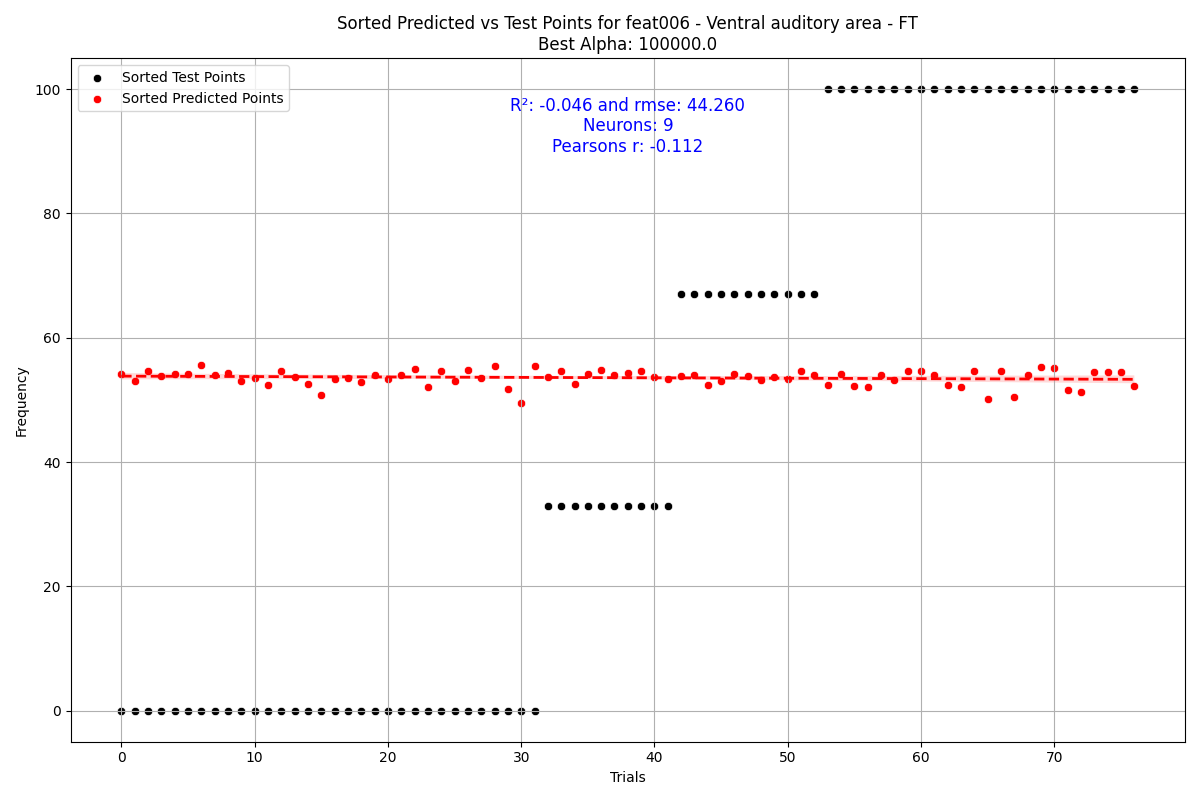 Sorted Predicted vs Test Points for feat006 - Ventral auditory area - FT
Best Alpha: 100000.0
Sorted Test Points
Sorted Predicted Points
R²: -0.046 and rmse: 44.260
Neurons: 9
Pearsons r: -0.112
Frequency
100
80
60
40
20
0
0 10 20 30 40 50 60 70
Trials